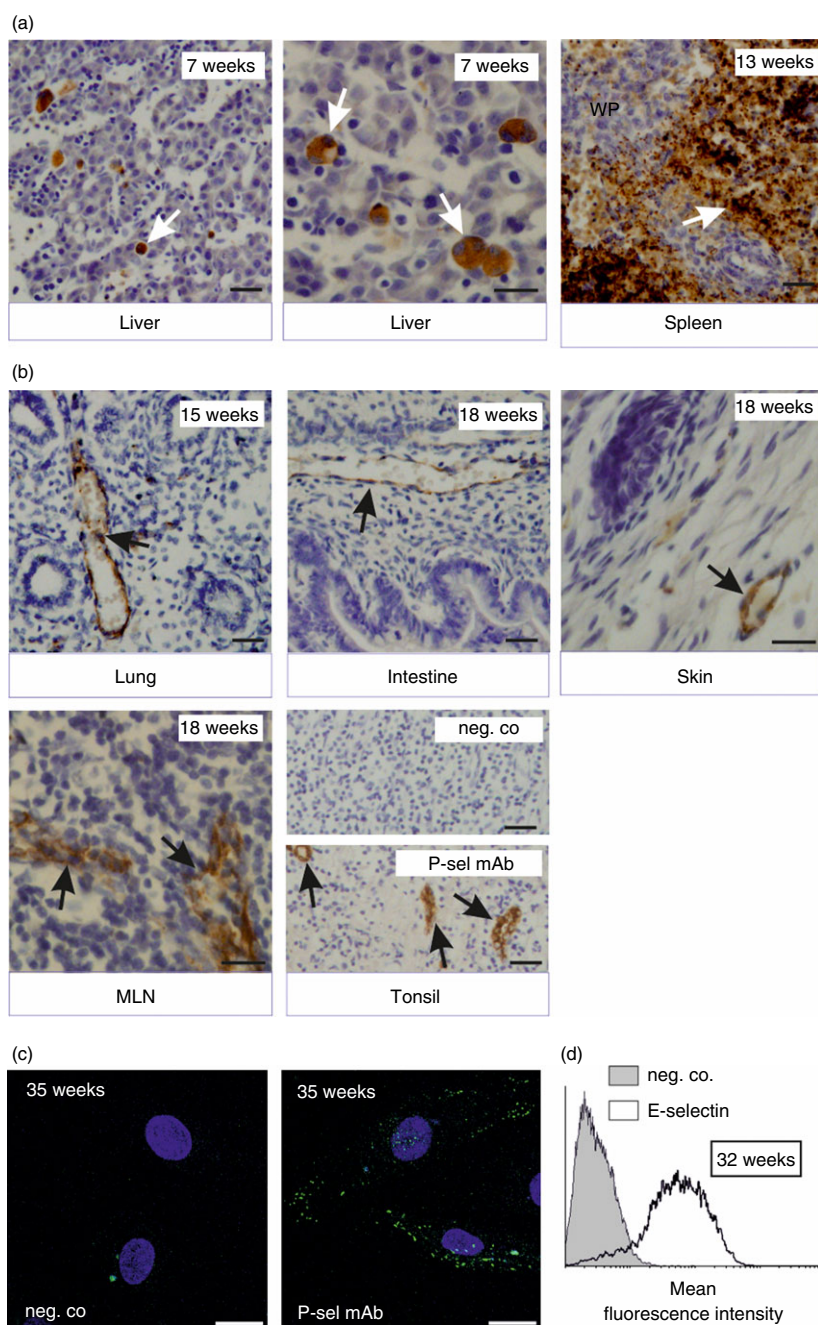 (a)
7 weeks
7 weeks
13 weeks
WP
Liver
Liver
Spleen
(b)
15 weeks
18 weeks
18 weeks
Lung
Intestine
Skin
18 weeks
neg. co
P-sel mAb
MLN
Tonsil
(c)
(d)
35 weeks
35 weeks
neg. co.
E-selectin
32 weeks
neg. co
P-sel mAb
Mean
fluorescence intensity